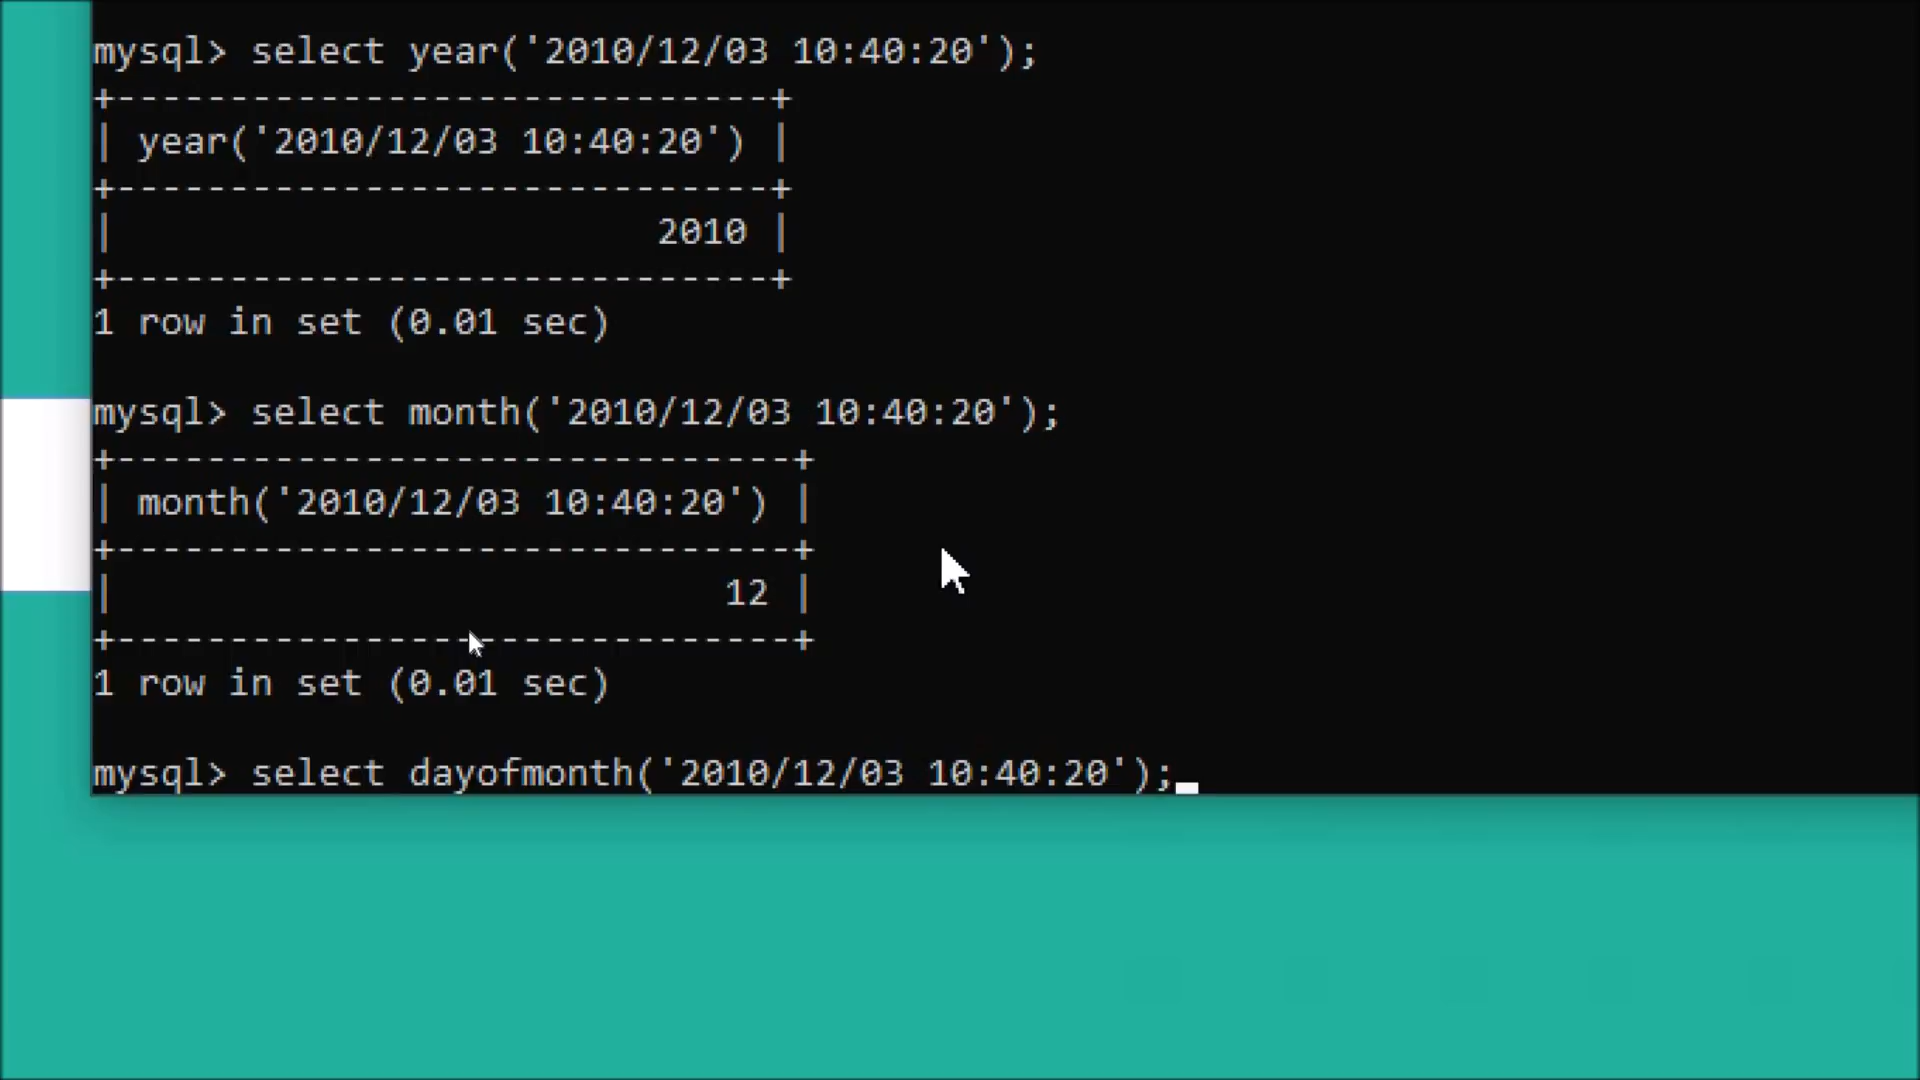 mysql> select year('2010/12/03 10:40:20');
+-----------------------------+
| year('2010/12/03 10:40:20') |
+-----------------------------+
|                        2010 |
+-----------------------------+
1 row in set (0.01 sec)
mysql> select month('2010/12/03 10:40:20');
+------------------------------+
| month('2010/12/03 10:40:20') |
+------------------------------+
|                           12 |
+------------------------------+
1 row in set (0.01 sec)
mysql> select dayofmonth('2010/12/03 10:40:20');